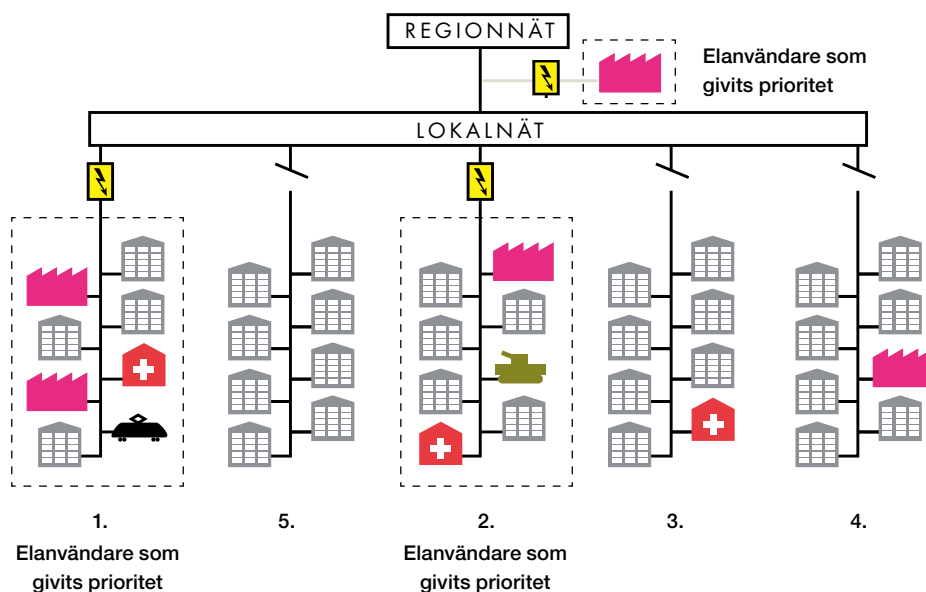 REGIONNÄT
Elanvändare som
givits prioritet
LOKALNÄT
1.
5.
2.
3.
4.
Elanvändare som
givits prioritet
Elanvändare som
givits prioritet